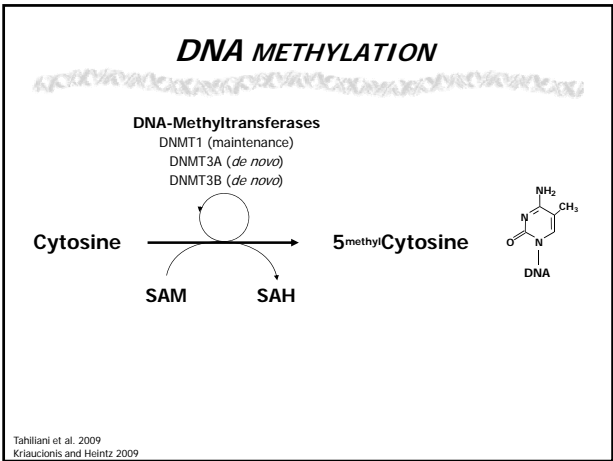 DNA METHYLATION
DNA-Methyltransferases
DNMT1 (maintenance)
DNMT3A (de novo)
DNMT3B (de novo)
Cytosine
5methylCytosine
SAM
SAH
NH2
CH3
N
O
N
DNA
Tahiliani et al. 2009
Kriaucionis and Heintz 2009